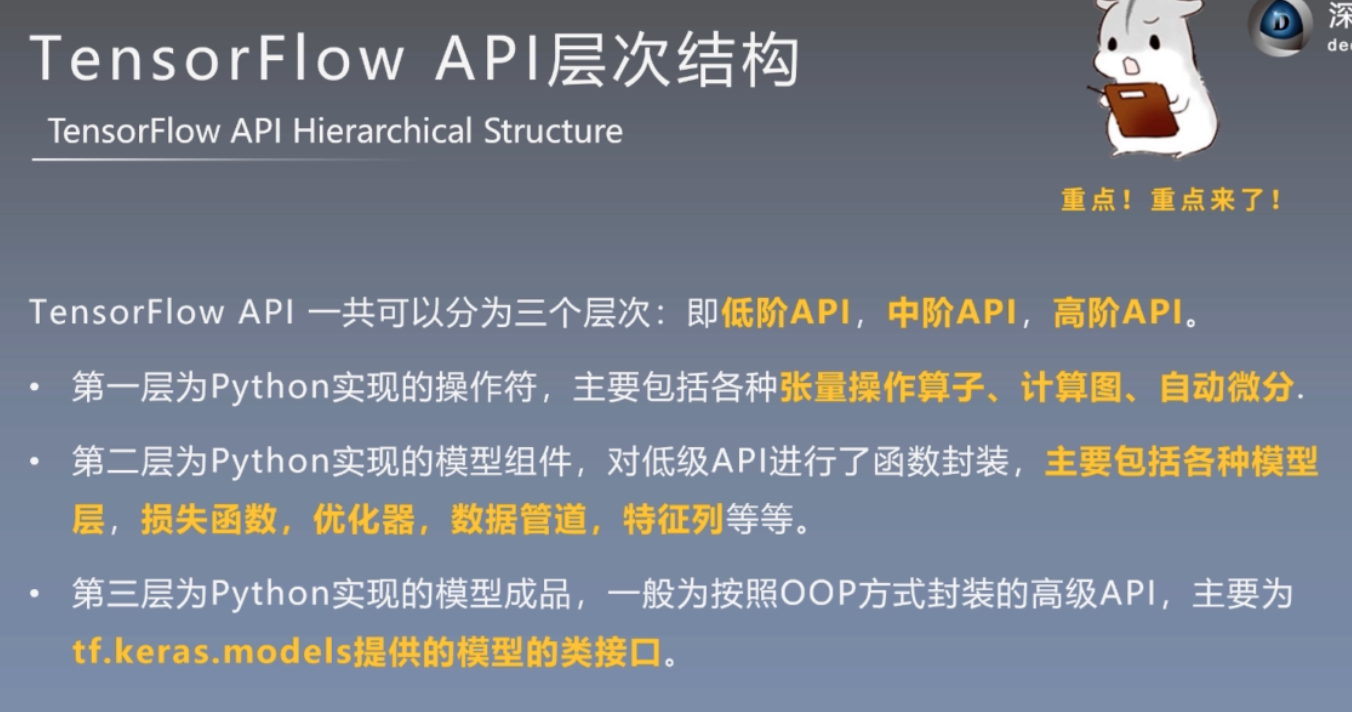 TensorFlow API层次结构
TensorFlow API Hierarchical Structure
深
dee
重点！重点来了！
TensorFlow API 一共可以分为三个层次：即低阶API，中阶API，高阶API。
• 第一层为Python实现的操作符，主要包括各种张量操作算子、计算图、自动微分.
• 第二层为Python实现的模型组件，对低级API进行了函数封装，主要包括各种模型
层，损失函数，优化器，数据管道，特征列等等。
• 第三层为Python实现的模型成品，一般为按照OOP方式封装的高级API，主要为
tf.keras.models提供的模型的类接口。